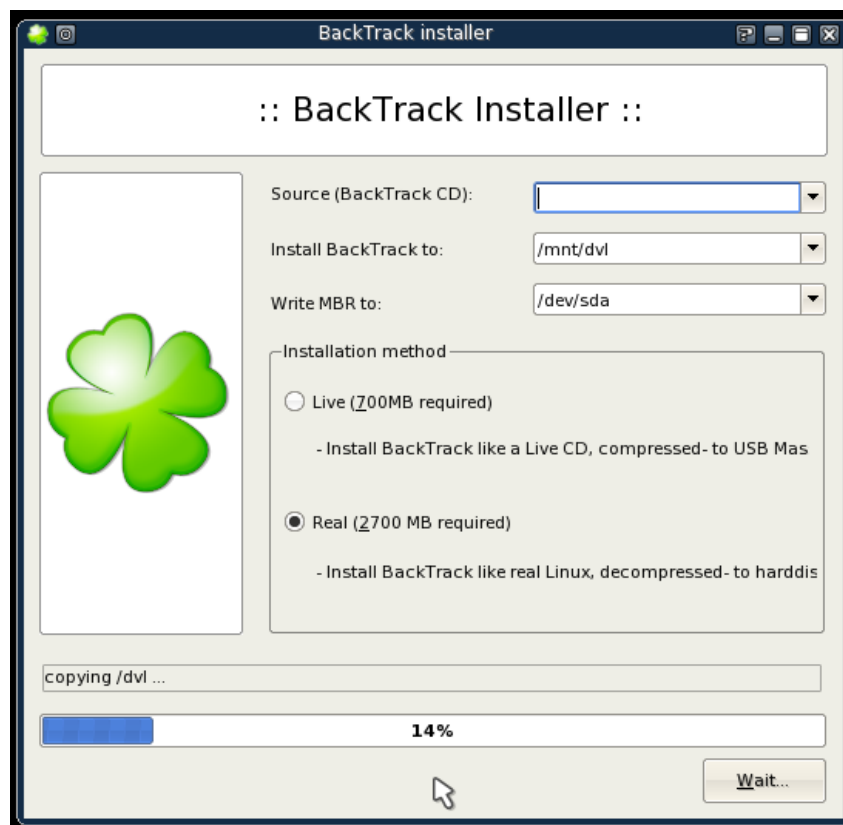 BackTrack installer
:: BackTrack Installer ::
Source (BackTrack CD):
Install BackTrack to:
/mnt/dvl
Write MBR to:
/dev/sda
Installation method
Live (700MB required)
- Install BackTrack like a Live CD, compressed- to USB Mas
Real (2700 MB required)
- Install BackTrack like real Linux, decompressed- to harddis
copying /dvl ...
14%
Wait...